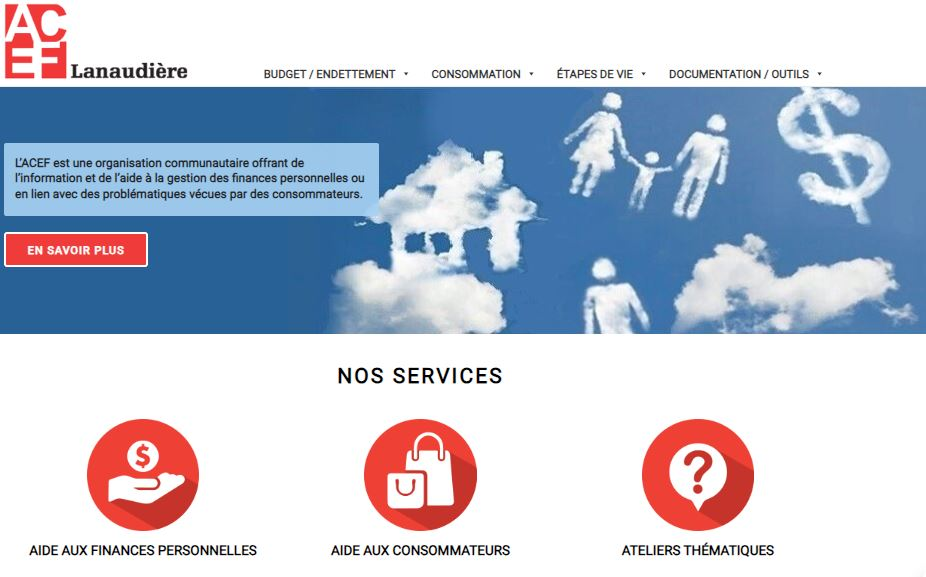 AC
EF Lanaudière
BUDGET / ENDETTEMENT
CONSOMMATION
ÉTAPES DE VIE
DOCUMENTATION / OUTILS
L'ACEF est une organisation communautaire offrant de
l'information et de l'aide à la gestion des finances personnelles ou
en lien avec des problématiques vécues par des consommateurs.
EN SAVOIR PLUS
$
NOS SERVICES
$
?
AIDE AUX FINANCES PERSONNELLES
AIDE AUX CONSOMMATEURS
ATELIERS THÉMATIQUES